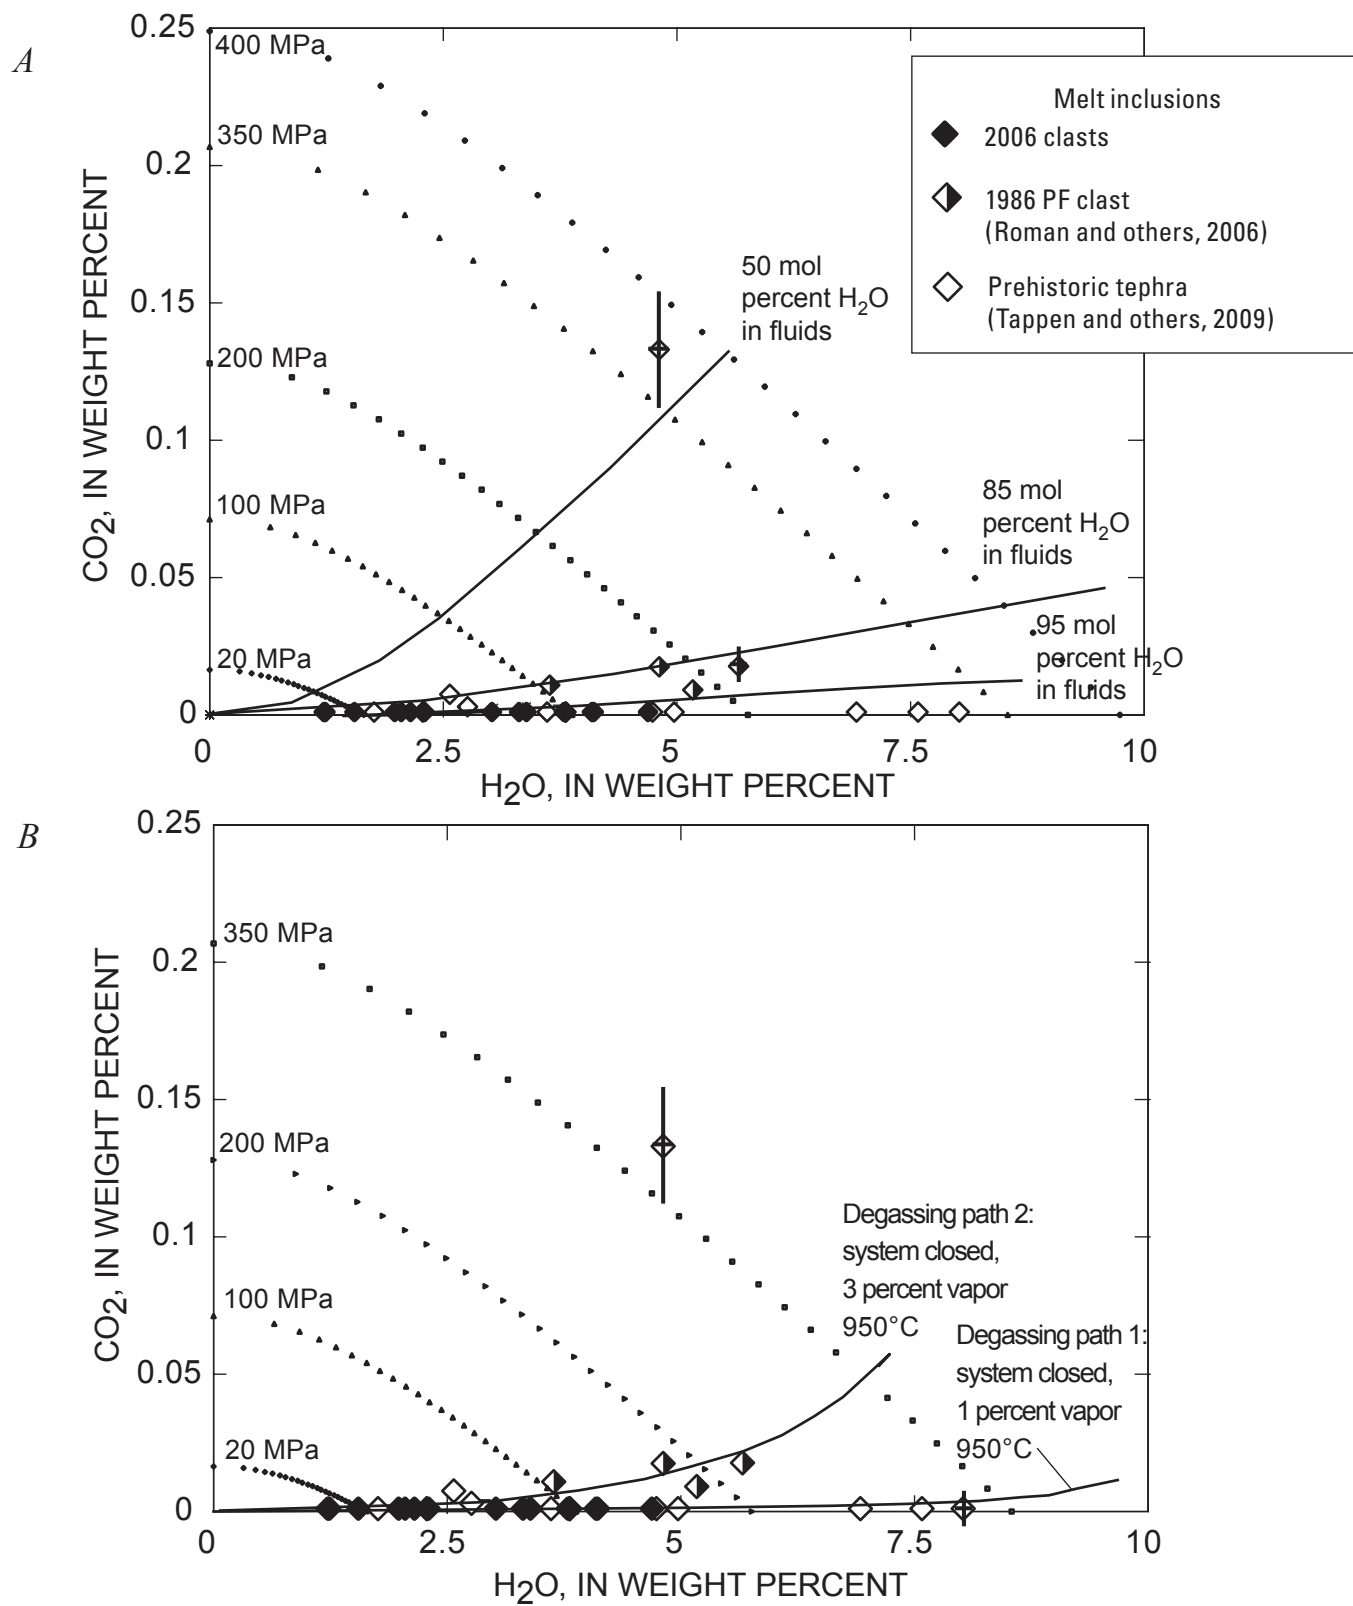 A
0.25
0.2
0.15
0.1
0.05
0
CO2, IN WEIGHT PERCENT
400 MPa
350 MPa
200 MPa
100 MPa
20 MPa
50 mol
percent H2O
in fluids
85 mol
percent H2O
in fluids
95 mol
percent H2O
in fluids
Melt inclusions
2006 clasts
1986 PF clast
(Roman and others, 2006)
Prehistoric tephra
(Tappen and others, 2009)
0 2.5 5 7.5 10
H2O, IN WEIGHT PERCENT
B
0.25
0.2
0.15
0.1
0.05
0
CO2, IN WEIGHT PERCENT
350 MPa
200 MPa
100 MPa
20 MPa
Degassing path 2:
system closed,
3 percent vapor
950°C
Degassing path 1:
system closed,
1 percent vapor
950°C
0 2.5 5 7.5 10
H2O, IN WEIGHT PERCENT